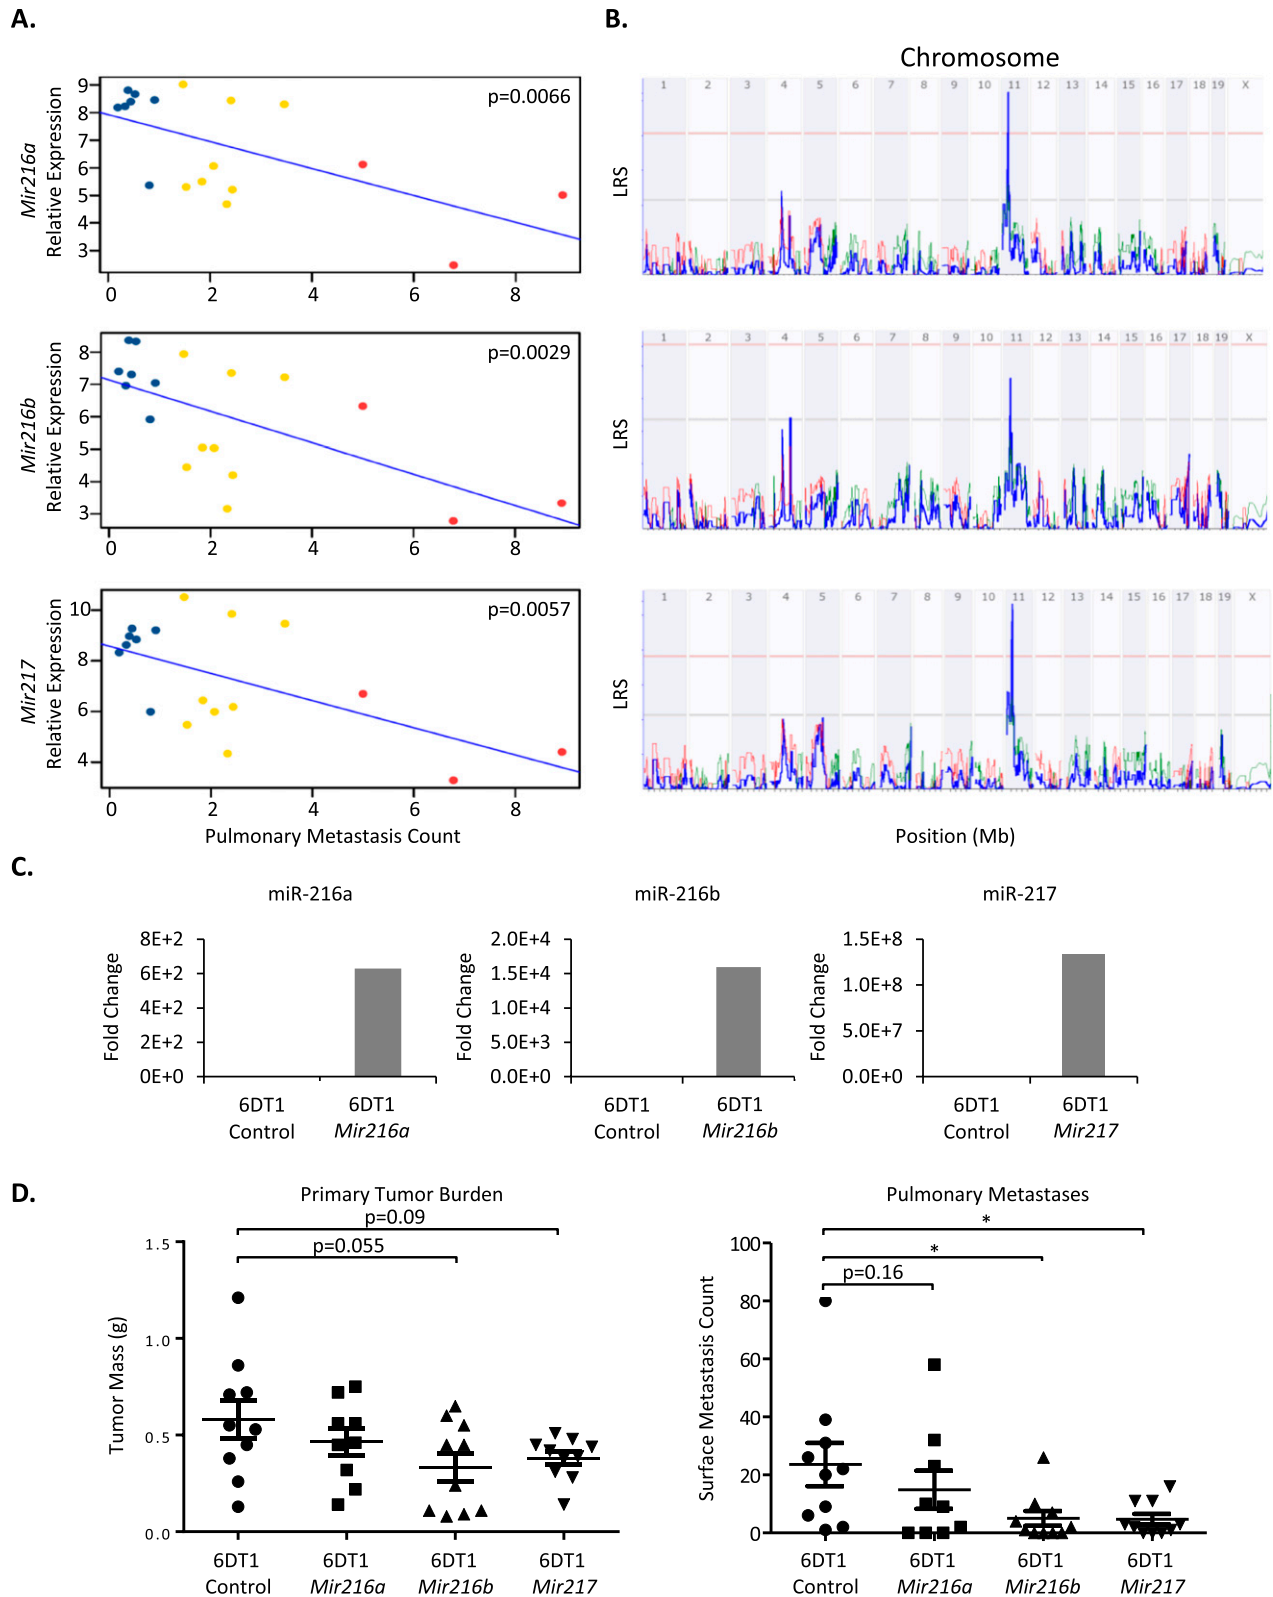 A.
B.
Chromosome
Mir216a
Relative Expression
9
8
7
6
5
4
3
p=0.0066
0 2 4 6 8
LRS
1 2 3 4 5 6 7 8 9 10 11 12 13 14 15 16 17 18 19 X
Mir216b
Relative Expression
8
7
6
5
4
3
p=0.0029
0 2 4 6 8
LRS
1 2 3 4 5 6 7 8 9 10 11 12 13 14 15 16 17 18 19 X
Mir217
Relative Expression
10
8
6
4
p=0.0057
0 2 4 6 8
Pulmonary Metastasis Count
LRS
1 2 3 4 5 6 7 8 9 10 11 12 13 14 15 16 17 18 19 X
Position (Mb)
C.
miR-216a
Fold Change
8E+2
6E+2
4E+2
2E+2
0E+0
6DT1 6DT1
Control Mir216a
miR-216b
Fold Change
2.0E+4
1.5E+4
1.0E+4
5.0E+3
0.0E+0
6DT1 6DT1
Control Mir216b
miR-217
Fold Change
1.5E+8
1.0E+8
5.0E+7
0.0E+0
6DT1 6DT1
Control Mir217
D.
Primary Tumor Burden
p=0.09
p=0.055
Tumor Mass (g)
1.5
1.0
0.5
0.0
6DT1 6DT1 6DT1 6DT1
Control Mir216a Mir216b Mir217
Pulmonary Metastases
*
*
p=0.16
Surface Metastasis Count
100
80
60
40
20
0
6DT1 6DT1 6DT1 6DT1
Control Mir216a Mir216b Mir217